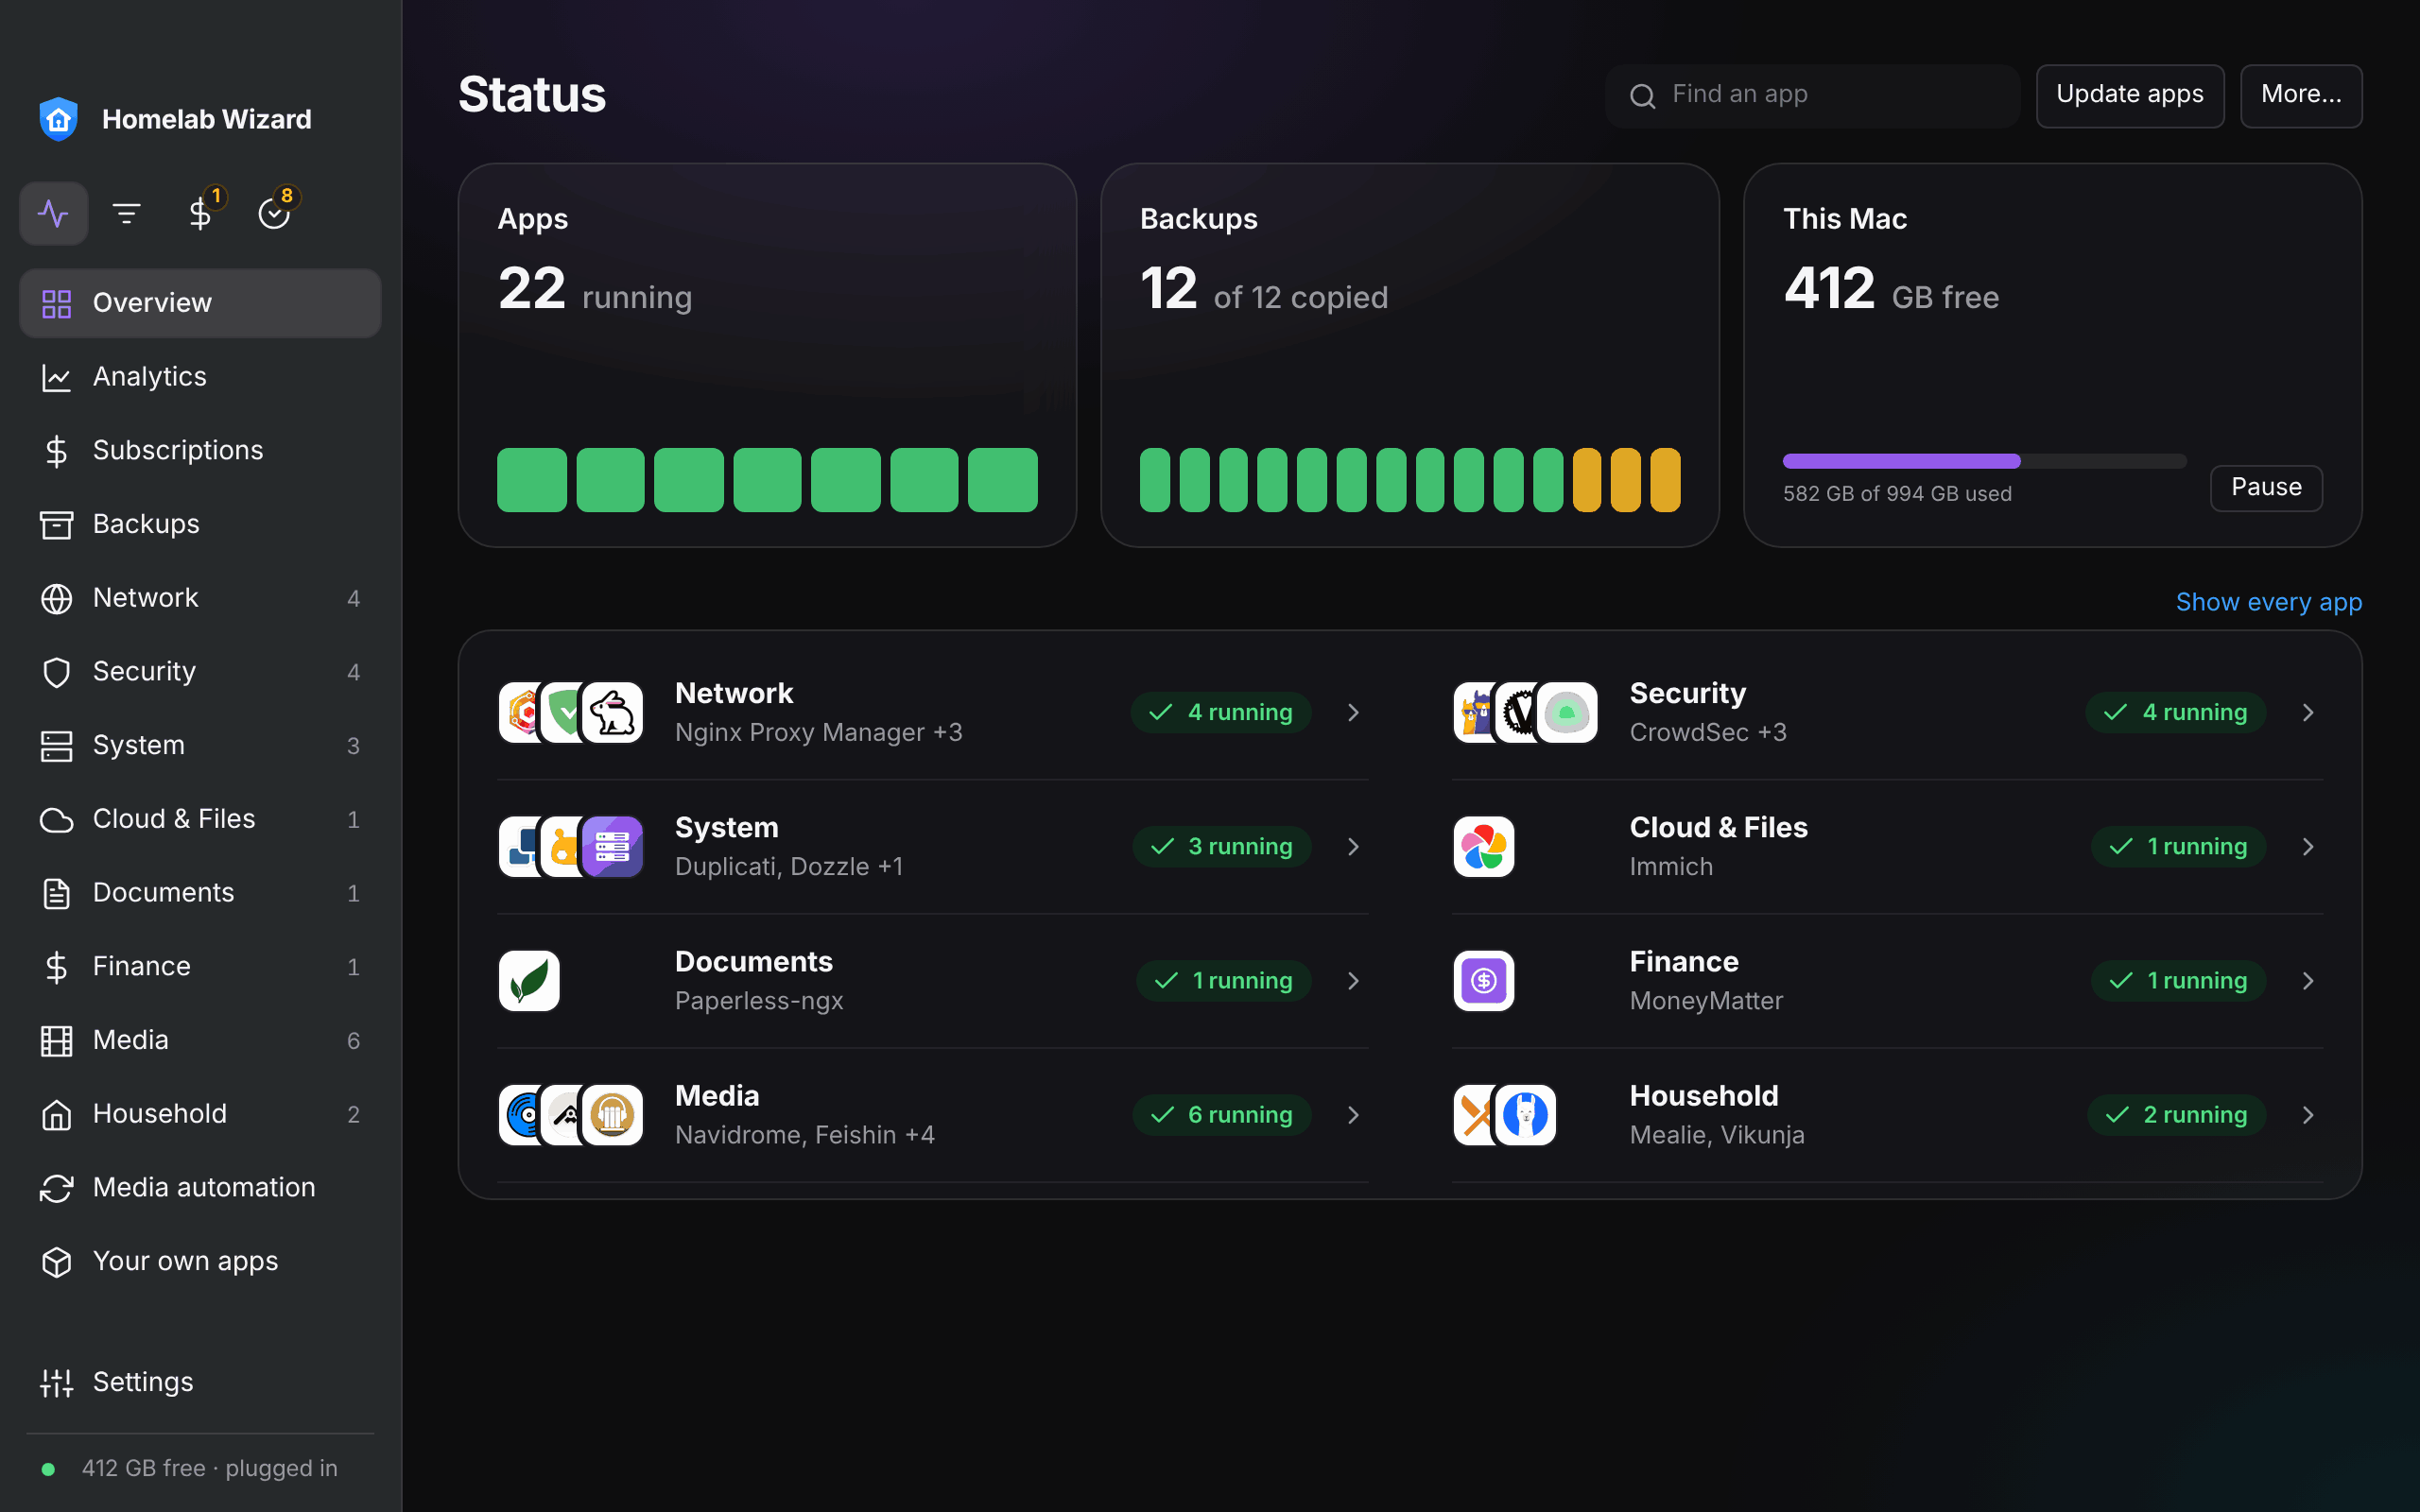 Homelab Wizard
1
8
Overview
Analytics
Subscriptions
Backups
Network 4
Security 4
System 3
Cloud & Files 1
Documents 1
Finance 1
Media 6
Household 2
Media automation
Your own apps
Settings
412 GB free · plugged in
Status
Find an app
Update apps
More...
Apps
22 running
Backups
12 of 12 copied
This Mac
412 GB free
582 GB of 994 GB used
Pause
Show every app
Network
Nginx Proxy Manager +3
4 running
Security
CrowdSec +3
4 running
System
Duplicati, Dozzle +1
3 running
Cloud & Files
Immich
1 running
Documents
Paperless-ngx
1 running
Finance
MoneyMatter
1 running
Media
Navidrome, Feishin +4
6 running
Household
Mealie, Vikunja
2 running